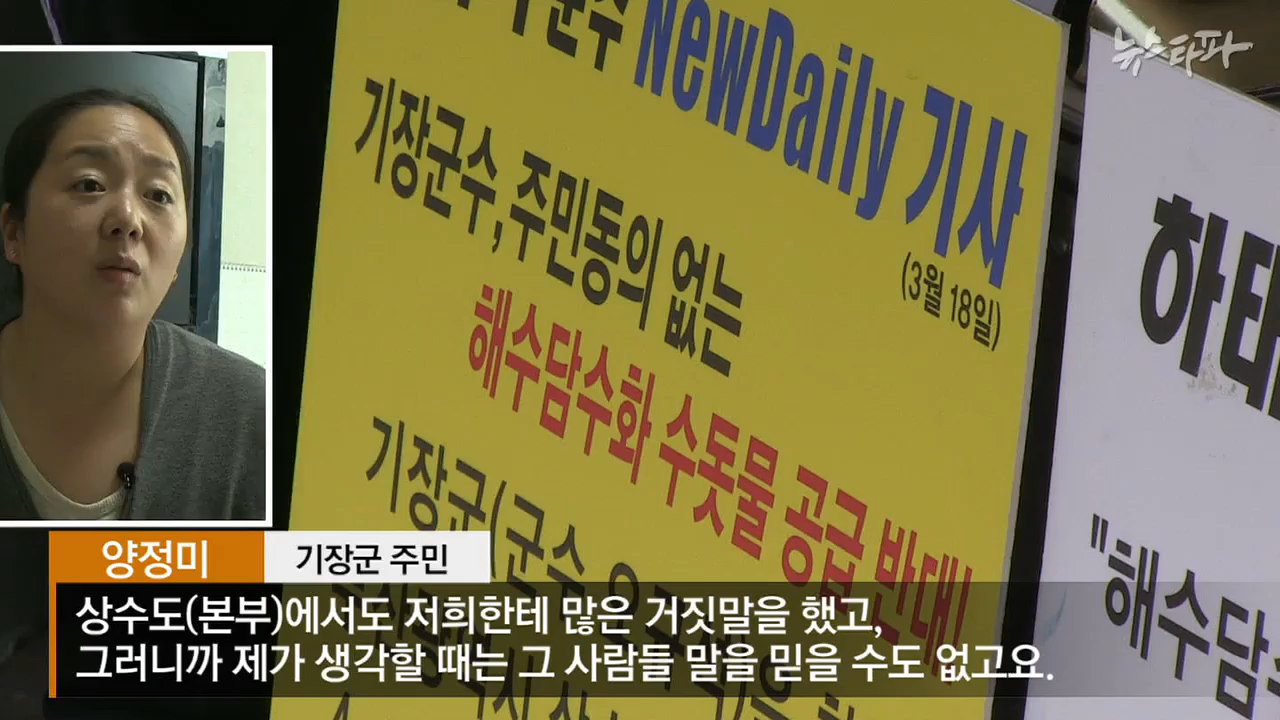 뉴스타파
NewDaily 기사
(3월 18일)
기장군수,주민동의 없는
해수담수화 수돗물 공급 반대!
기장군(군수
하태
"해수담수
양정미
기장군 주민
상수도(본부)에서도 저희한테 많은 거짓말을 했고,
그러니까 제가 생각할 때는 그 사람들 말을 믿을 수도 없고요.